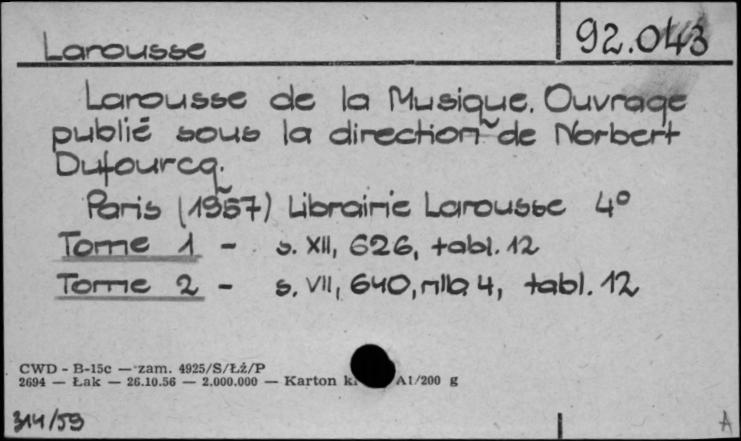 Larousse 92.043
Larousse de la Musique. Ouvrage
publié sous la direction de Norbert
Dufourcq.
Paris (1957) Librairie Larousse 4º
Tome 1 - s. XII, 626, tabl. 12
Tome 2 - s. VII, 640, nlb 4, tabl. 12
CWD - B-15c — zam. 4925/S/Łż/P
2694 — Łak — 26.10.56 — 2.000.000 — Karton A1/200 g
314/59 A